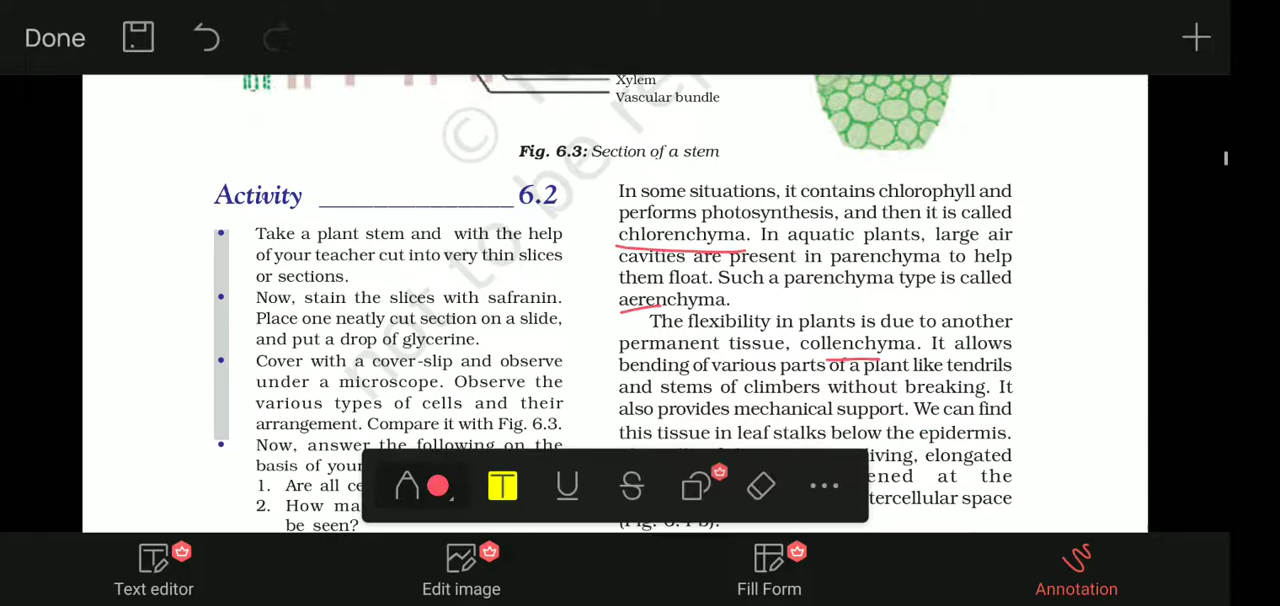 Done
Xylem
Vascular bundle
Fig. 6.3: Section of a stem
Activity ________________ 6.2
• Take a plant stem and with the help
of your teacher cut into very thin slices
or sections.
• Now, stain the slices with safranin.
Place one neatly cut section on a slide,
and put a drop of glycerine.
• Cover with a cover-slip and observe
under a microscope. Observe the
various types of cells and their
arrangement. Compare it with Fig. 6.3.
• Now, answer the following on the
basis of your
1. Are all
2. How
be seen?
In some situations, it contains chlorophyll and
performs photosynthesis, and then it is called
chlorenchyma. In aquatic plants, large air
cavities are present in parenchyma to help
them float. Such a parenchyma type is called
aerenchyma.
The flexibility in plants is due to another
permanent tissue, collenchyma. It allows
bending of various parts of a plant like tendrils
and stems of climbers without breaking. It
also provides mechanical support. We can find
this tissue in leaf stalks below the epidermis.
living, elongated
at the
space
© 
not to be
T
Text editor
Edit image
Fill Form
Annotation